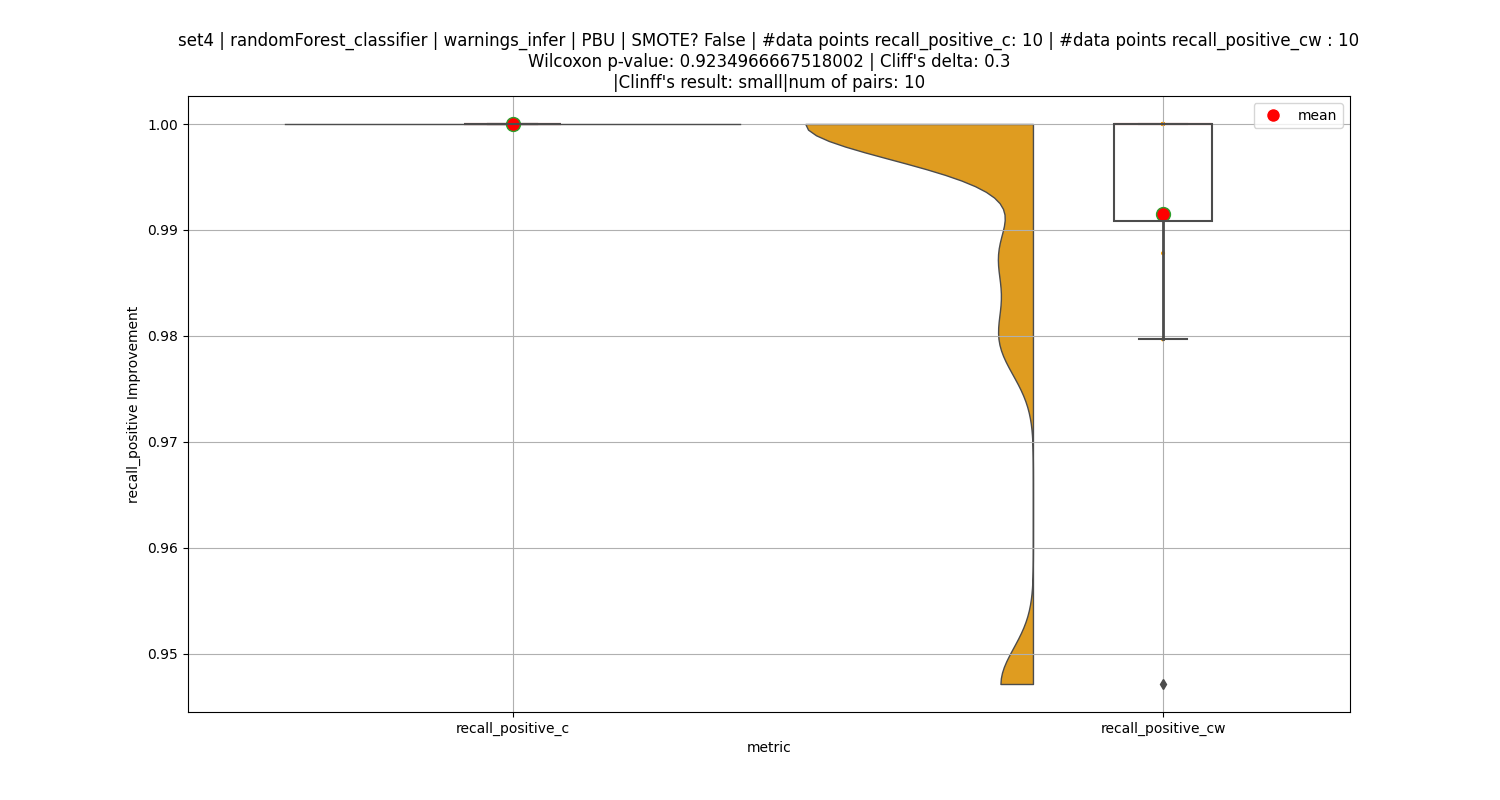 set4 | randomForest_classifier | warnings_infer | PBU | SMOTE? False | #data points recall_positive_c: 10 | #data points recall_positive_cw : 10
Wilcoxon p-value: 0.9234966667518002 | Cliff's delta: 0.3
|Clinff's result: small|num of pairs: 10
mean
1.00
0.99
0.98
0.97
0.96
0.95
recall_positive Improvement
recall_positive_c
recall_positive_cw
metric